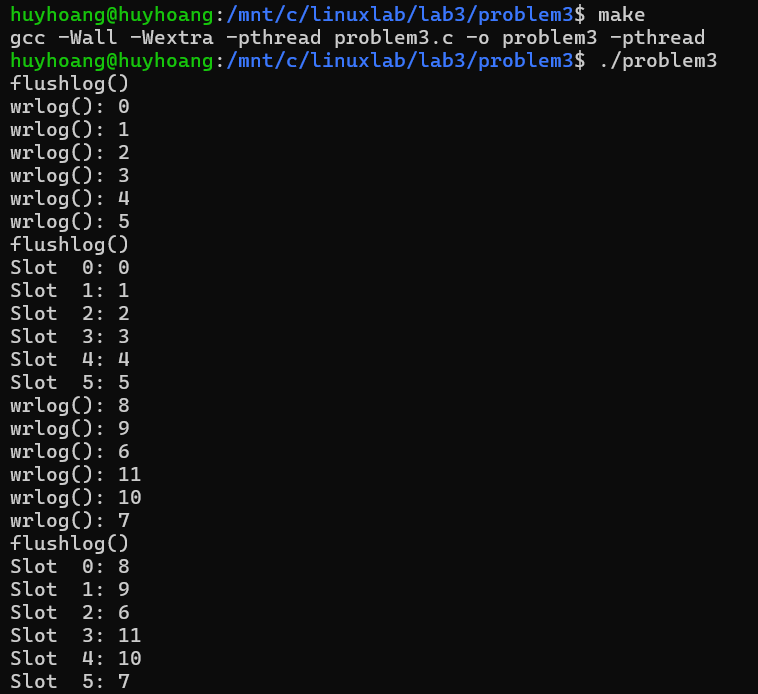 huyhoang@huyhoang:/mnt/c/linuxlab/lab3/problem3$ make
gcc -Wall -Wextra -pthread problem3.c -o problem3 -pthread
huyhoang@huyhoang:/mnt/c/linuxlab/lab3/problem3$ ./problem3
flushlog()
wrlog(): 0
wrlog(): 1
wrlog(): 2
wrlog(): 3
wrlog(): 4
wrlog(): 5
flushlog()
Slot  0: 0
Slot  1: 1
Slot  2: 2
Slot  3: 3
Slot  4: 4
Slot  5: 5
wrlog(): 8
wrlog(): 9
wrlog(): 6
wrlog(): 11
wrlog(): 10
wrlog(): 7
flushlog()
Slot  0: 8
Slot  1: 9
Slot  2: 6
Slot  3: 11
Slot  4: 10
Slot  5: 7